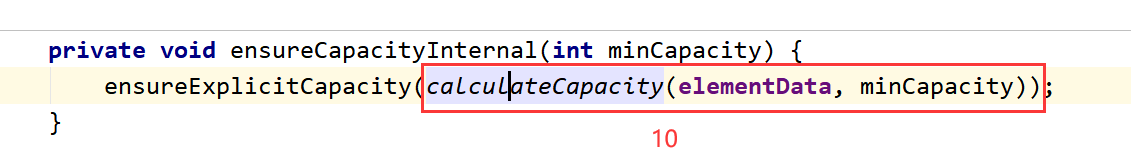 private void ensureCapacityInternal(int minCapacity) {
ensureExplicitCapacity(calculateCapacity(elementData, minCapacity));
}
10